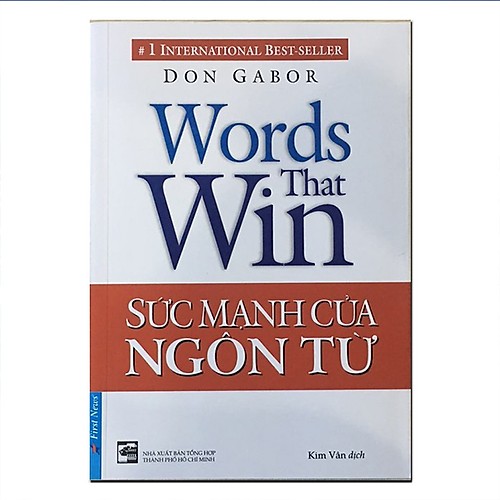 # 1 INTERNATIONAL BEST-SELLER
DON GABOR
Words
That
Win
SỨC MẠNH CỦA
NGÔN TỪ
First News
NHÀ XUẤT BẢN TỔNG HỢP
THÀNH PHỐ HỒ CHÍ MINH
Kim Vân dịch